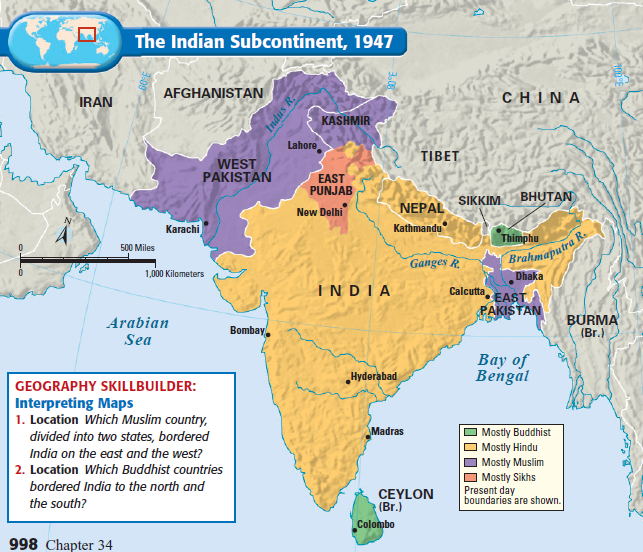 The Indian Subcontinent, 1947
60°E
80°E
100°E
IRAN
AFGHANISTAN
CHINA
Indus R.
KASHMIR
Lahore
TIBET
WEST
PAKISTAN
EAST
PUNJAB
SIKKIM
BHUTAN
New Delhi
NEPAL
Karachi
Kathmandu
Thimphu
N
0
500 Miles
0
1,000 Kilometers
Brahmaputra R.
Ganges R.
Dhaka
INDIA
Calcutta
EAST
PAKISTAN
Arabian
Sea
Bombay
BURMA
(Br.)
Bay of
Bengal
Hyderabad
Madras
CEYLON
(Br.)
Colombo
GEOGRAPHY SKILLBUILDER:
Interpreting Maps
1. Location Which Muslim country,
divided into two states, bordered
India on the east and the west?
2. Location Which Buddhist countries
bordered India to the north and
the south?
Mostly Buddhist
Mostly Hindu
Mostly Muslim
Mostly Sikhs
Present day
boundaries are shown.
998 Chapter 34